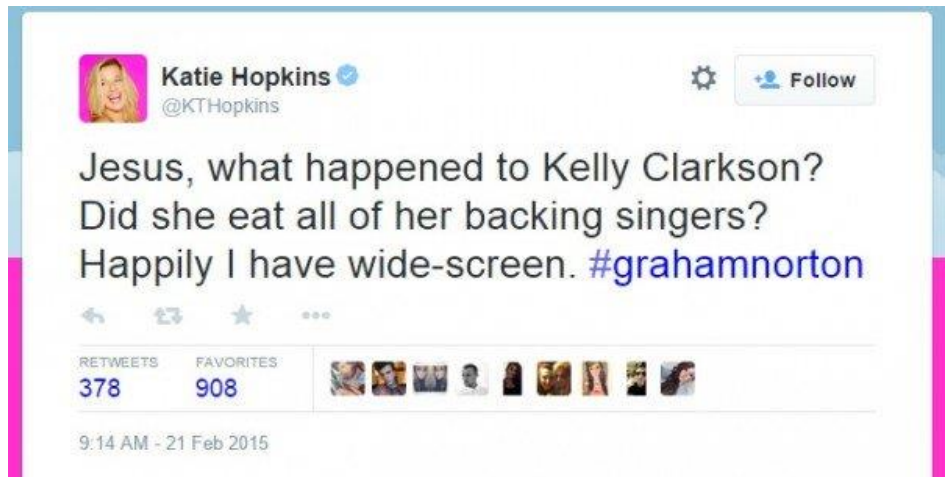 Katie Hopkins
@KTHopkins
Follow
Jesus, what happened to Kelly Clarkson?
Did she eat all of her backing singers?
Happily I have wide-screen. #grahamnorton
RETWEETS FAVORITES
378 908
9:14 AM - 21 Feb 2015